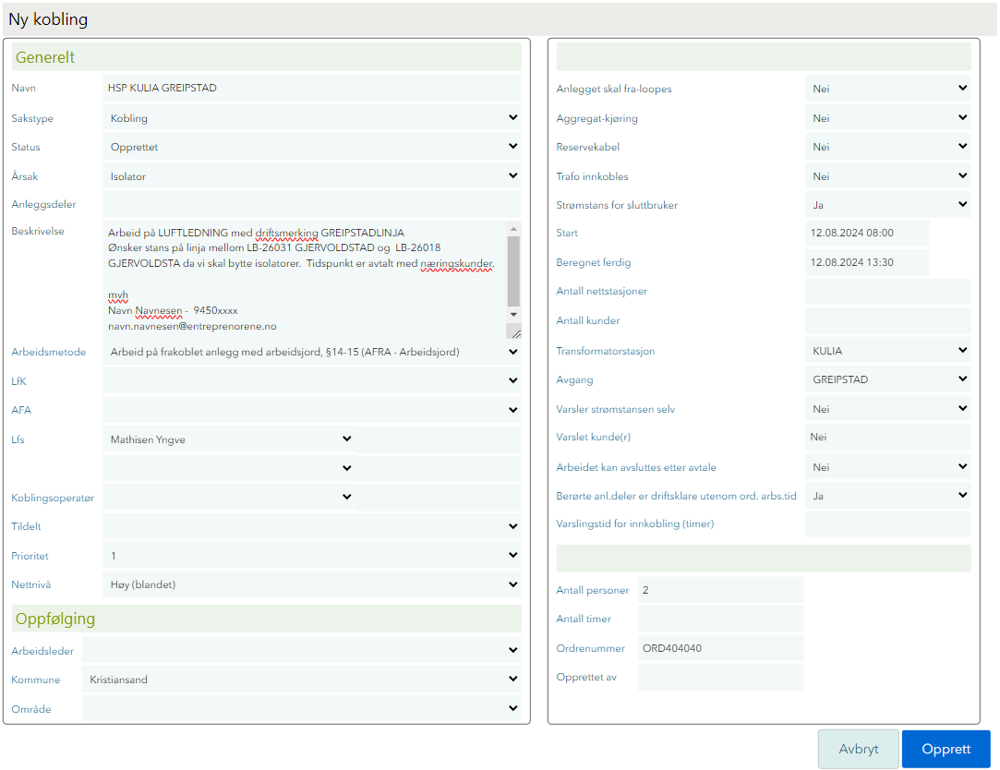 Ny kobling
Generelt
Navn HSP KULIA GREIPSTAD
Sakstype Kobling
Status Opprettet
Årsak Isolator
Anleggsdeler
Beskrivelse Arbeid på LUFTLEDNING med driftsmerking GREIPSTADLINJA
Ønsker stans på linja mellom LB-26031 GJERVOLDSTAD og LB-26018
GJERVOLDSTA da vi skal bytte isolatorer. Tidspunkt er avtalt med næringskunder.
mvh
Navn Navnesen - 9450xxxx
navn.navnesen@entreprenorene.no
Arbeidsmetode Arbeid på frakoblet anlegg med arbeidsjord, §14-15 (AFRA - Arbeidsjord)
LfK
AFA
Lfs Mathisen Yngve
Koblingsoperatør
Tildelt
Prioritet 1
Nettnivå Høy (blandet)
Oppfølging
Arbeidsleder
Kommune Kristiansand
Område
Anlegget skal fra-loopes Nei
Aggregat-kjøring Nei
Reservekabel Nei
Trafo innkobles Nei
Strømstans for sluttbruker Ja
Start 12.08.2024 08:00
Beregnet ferdig 12.08.2024 13:30
Antall nettstasjoner
Antall kunder
Transformatorstasjon KULIA
Avgang GREIPSTAD
Varsler strømstansen selv Nei
Varslet kunde(r) Nei
Arbeidet kan avsluttes etter avtale Nei
Berørte anl.deler er driftsklare utenom ord. arbs.tid Ja
Varslingstid for innkobling (timer)
Antall personer 2
Antall timer
Ordrenummer ORD404040
Opprettet av
Avbryt Opprett